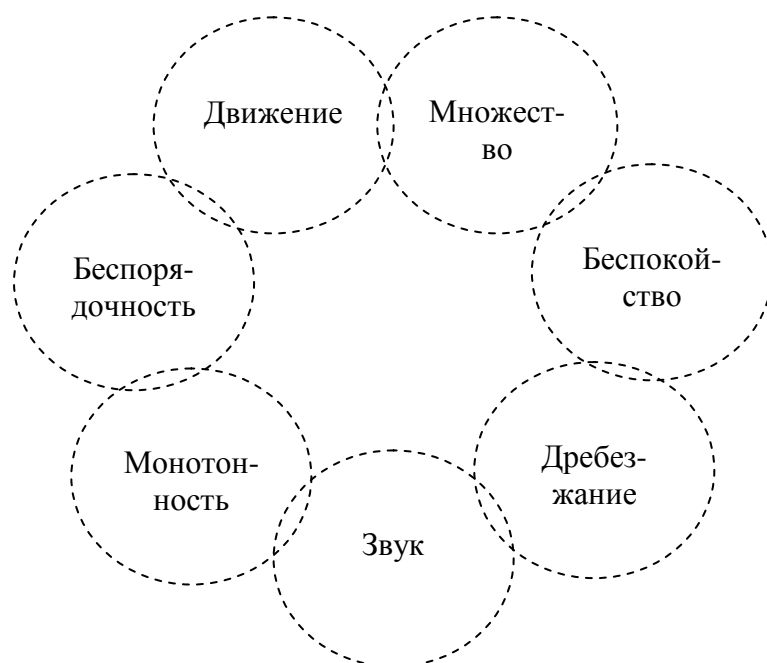 Движение
Множест-
во
Беспоря-
дочность
Беспокой-
ство
Монотон-
ность
Дребез-
жание
Звук